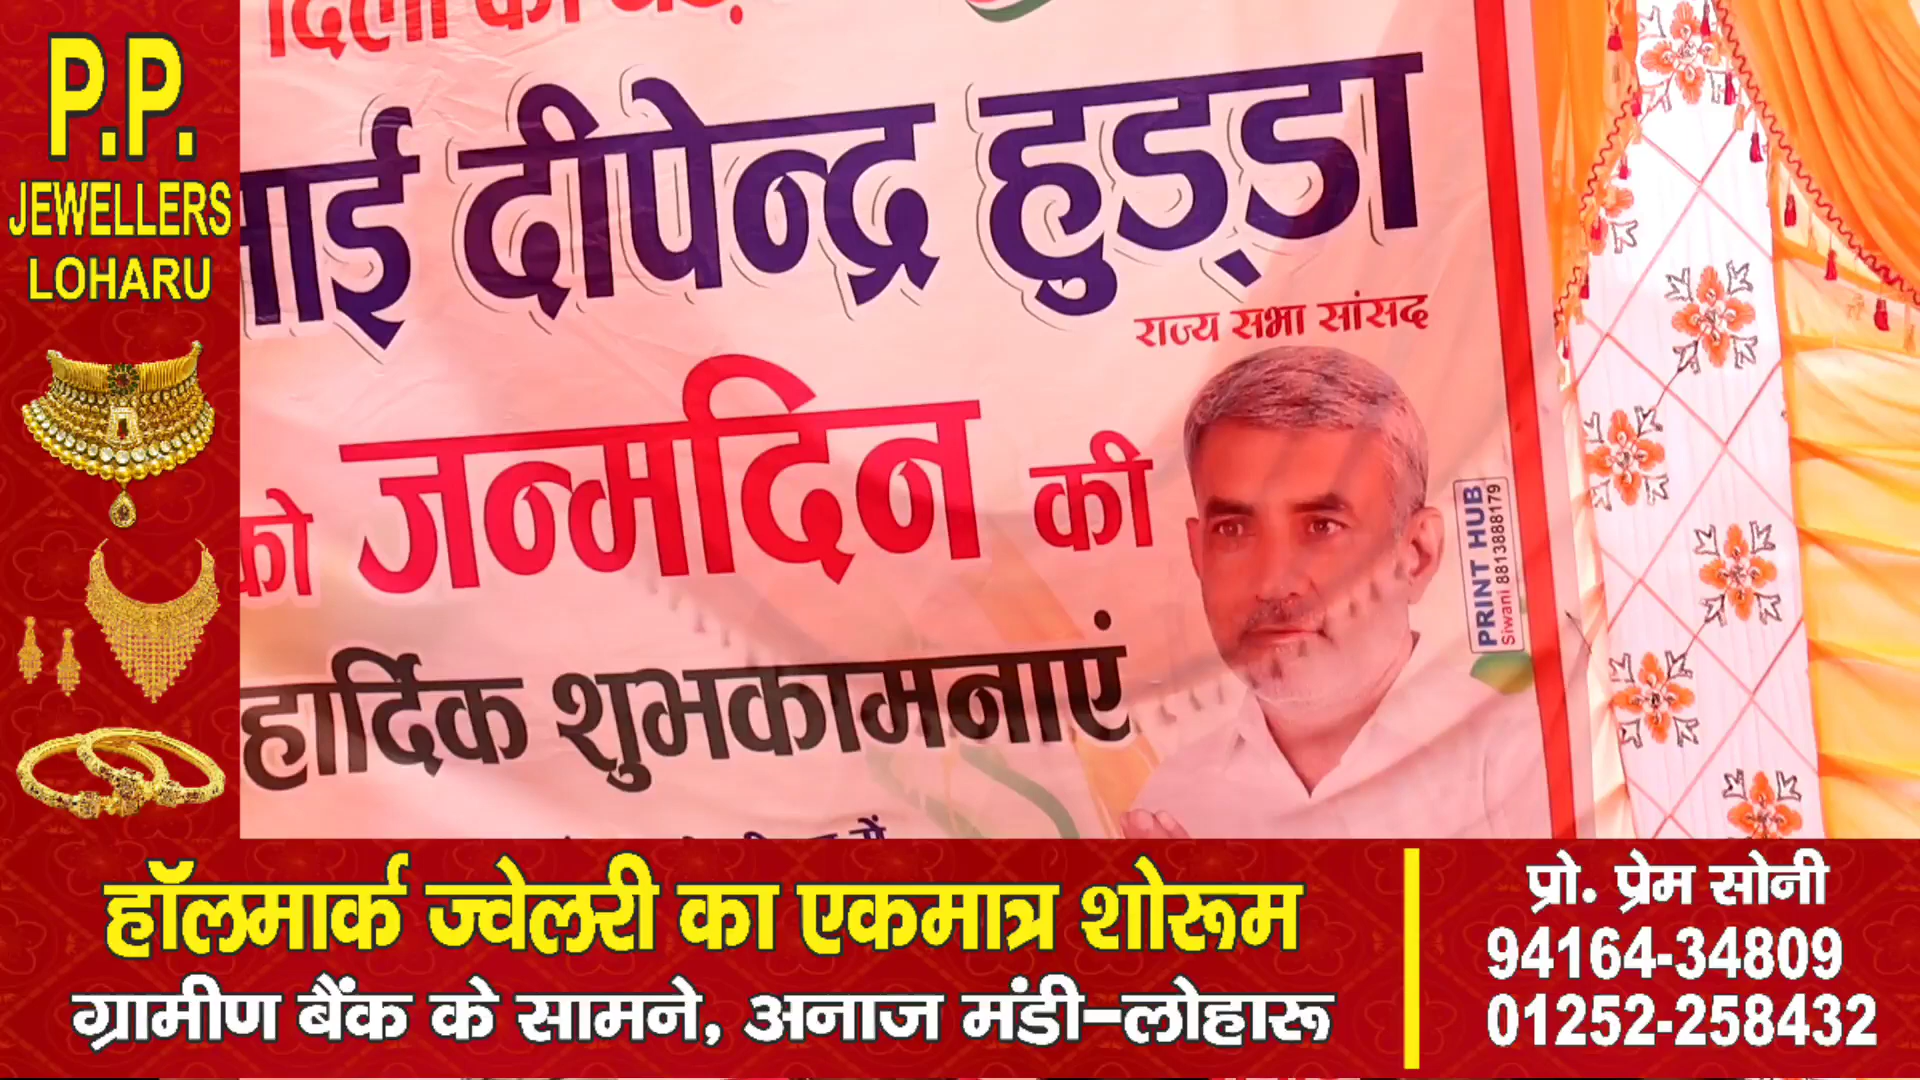 P.P.
JEWELLERS
LOHARU
दीपेन्द्र हुड्डा
राज्य सभा सांसद
को जन्मदिन की
हार्दिक शुभकामनाएं
PRINT HUB
Siwani 8813888179
हॉलमार्क ज्वेलरी का एकमात्र शोरूम
ग्रामीण बैंक के सामने, अनाज मंडी-लोहारू
प्रो. प्रेम सोनी
94164-34809
01252-258432